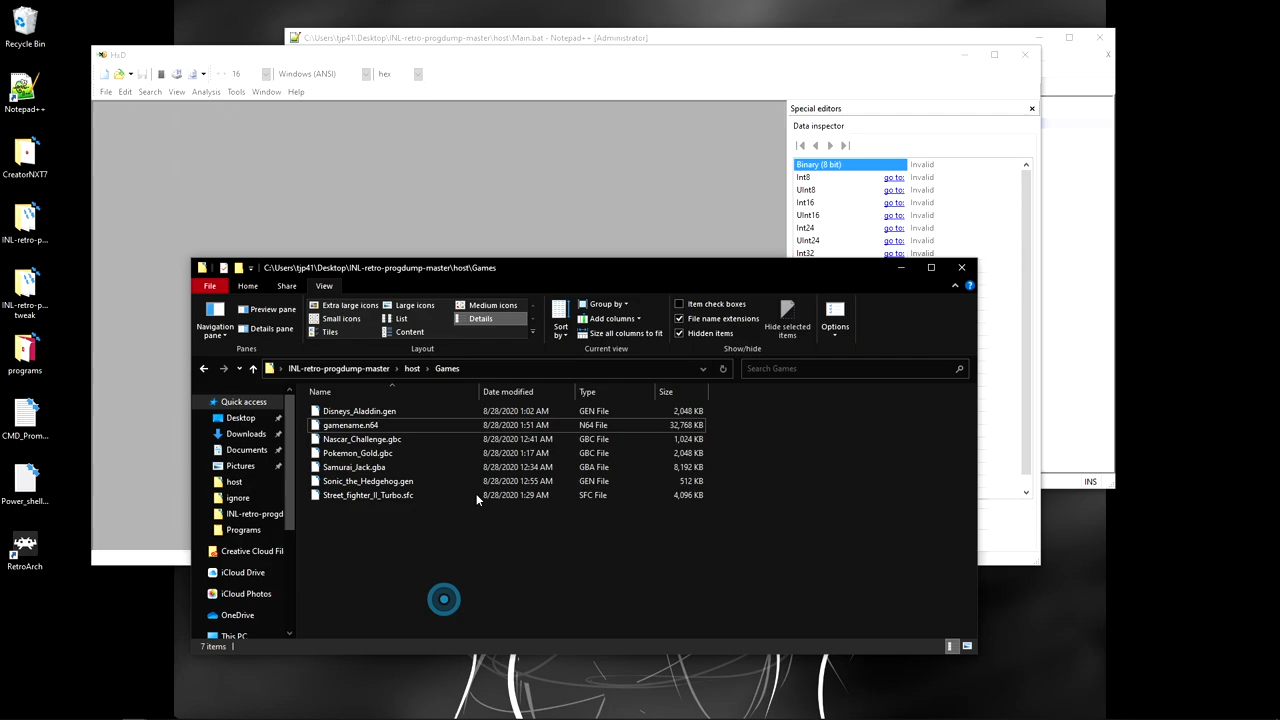 Recycle Bin
Notepad++
CreatorNXT7
INL-retro-p...
INL-retro-p...
tweak
programs
CMD_Prom...
Power_shell...
RetroArch
C:\Users\tjp41\Desktop\INL-retro-progdump-master\host\Main.bat - Notepad++ [Administrator]
X
INS
HxD
16 Windows (ANSI) hex
File Edit Search View Analysis Tools Window Help
Special editors
Data inspector
Binary (8 bit) Invalid
Int8 go to: Invalid
UInt8 go to: Invalid
Int16 go to: Invalid
UInt16 go to: Invalid
Int24 go to: Invalid
UInt24 go to: Invalid
Int32 go to: Invalid
C:\Users\tjp41\Desktop\INL-retro-progdump-master\host\Games
File Home Share View
Navigation pane Preview pane Details pane
Panes
Extra large icons Large icons Medium icons
Small icons List Details
Tiles Content
Layout
Sort by Group by Add columns Size all columns to fit
Current view
Item check boxes
File name extensions
Hidden items
Hide selected items
Show/hide
Options
INL-retro-progdump-master host Games
Search Games
Name Date modified Type Size
Disneys_Aladdin.gen 8/28/2020 1:02 AM GEN File 2,048 KB
gamename.n64 8/28/2020 1:51 AM N64 File 32,768 KB
Nascar_Challenge.gbc 8/28/2020 12:41 AM GBC File 1,024 KB
Pokemon_Gold.gbc 8/28/2020 1:17 AM GBC File 2,048 KB
Samurai_Jack.gba 8/28/2020 12:34 AM GBA File 8,192 KB
Sonic_the_Hedgehog.gen 8/28/2020 12:55 AM GEN File 512 KB
Street_fighter_II_Turbo.sfc 8/28/2020 1:29 AM SFC File 4,096 KB
Quick access
Desktop
Downloads
Documents
Pictures
host
ignore
INL-retro-progd
Programs
Creative Cloud Fil
iCloud Drive
iCloud Photos
OneDrive
This PC
7 items